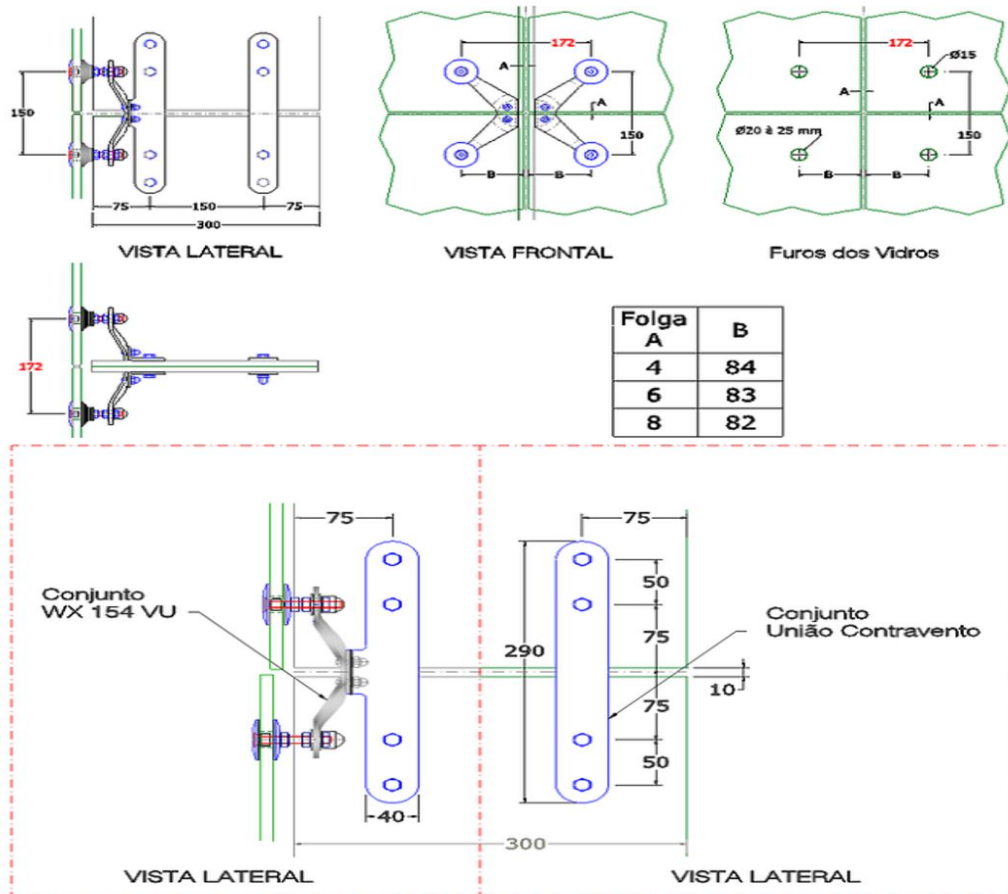 172
172
Ø15
A
A
A
A
150
150
150
Ø20 à 25 mm
B
B
B
B
75
150
75
300
VISTA LATERAL
VISTA FRONTAL
Furos dos Vidros
172
Folga A
B
4
84
6
83
8
82
75
75
Conjunto
WX 154 VU
50
75
Conjunto
União Contravento
290
10
75
50
40
300
VISTA LATERAL
VISTA LATERAL